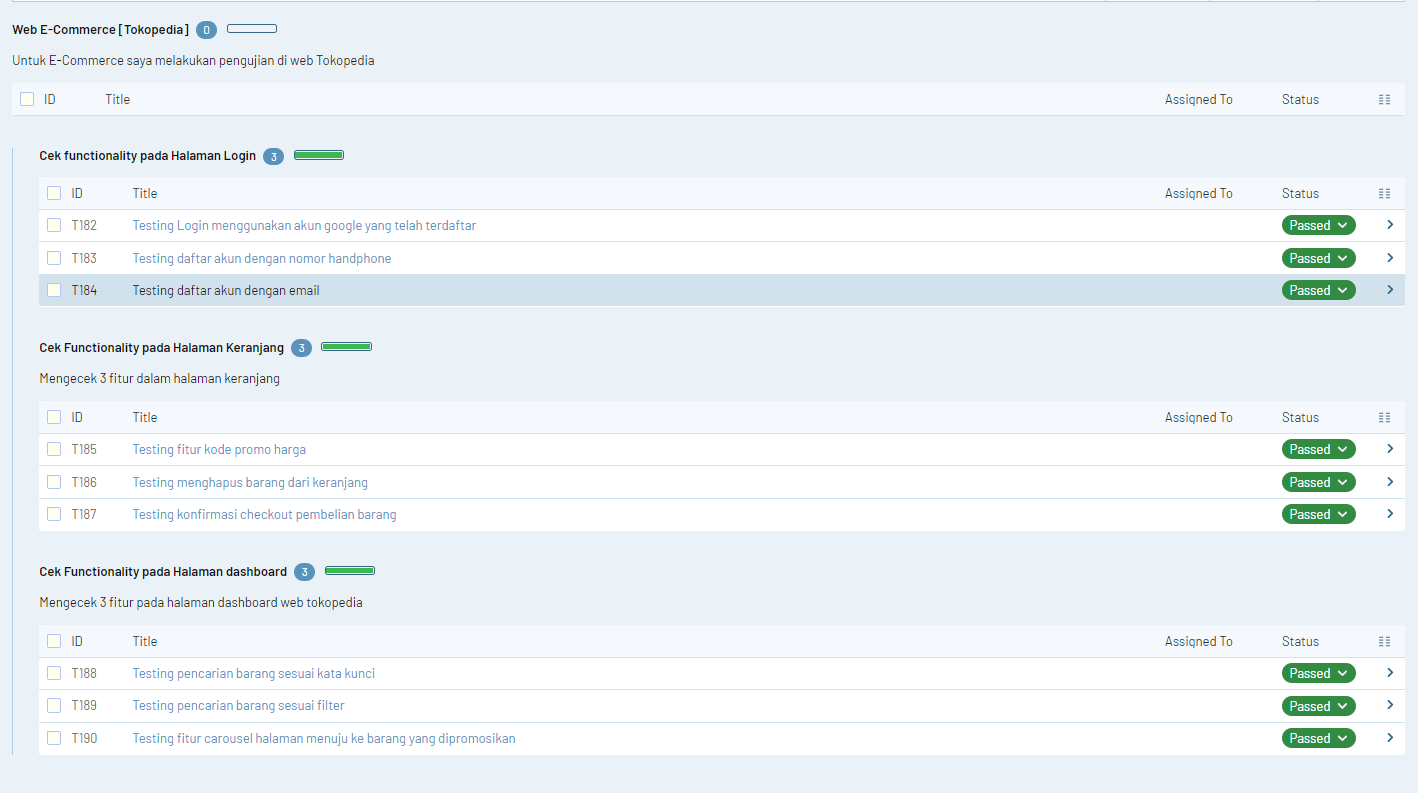 Web E-Commerce [Tokopedia] 0
Untuk E-Commerce saya melakukan pengujian di web Tokopedia
ID Title Assigned To Status
Cek functionality pada Halaman Login 3
ID Title Assigned To Status
T182 Testing Login menggunakan akun google yang telah terdaftar Passed
T183 Testing daftar akun dengan nomor handphone Passed
T184 Testing daftar akun dengan email Passed
Cek Functionality pada Halaman Keranjang 3
Mengecek 3 fitur dalam halaman keranjang
ID Title Assigned To Status
T185 Testing fitur kode promo harga Passed
T186 Testing menghapus barang dari keranjang Passed
T187 Testing konfirmasi checkout pembelian barang Passed
Cek Functionality pada Halaman dashboard 3
Mengecek 3 fitur pada halaman dashboard web tokopedia
ID Title Assigned To Status
T188 Testing pencarian barang sesuai kata kunci Passed
T189 Testing pencarian barang sesuai filter Passed
T190 Testing fitur carousel halaman menuju ke barang yang dipromosikan Passed